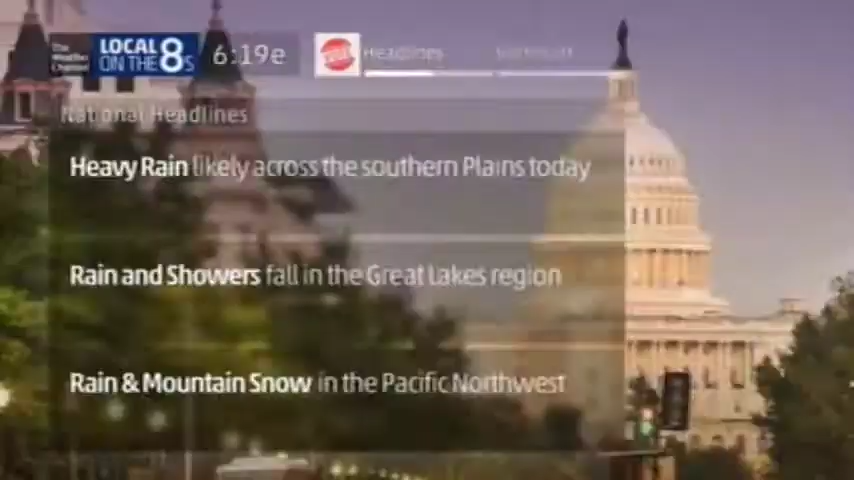 The
Weather
Channel
LOCAL
ON THE 8s
6:19e
Headlines
National Headlines
Heavy Rain likely across the southern Plains today
Rain and Showers fall in the Great Lakes region
Rain & Mountain Snow in the Pacific Northwest